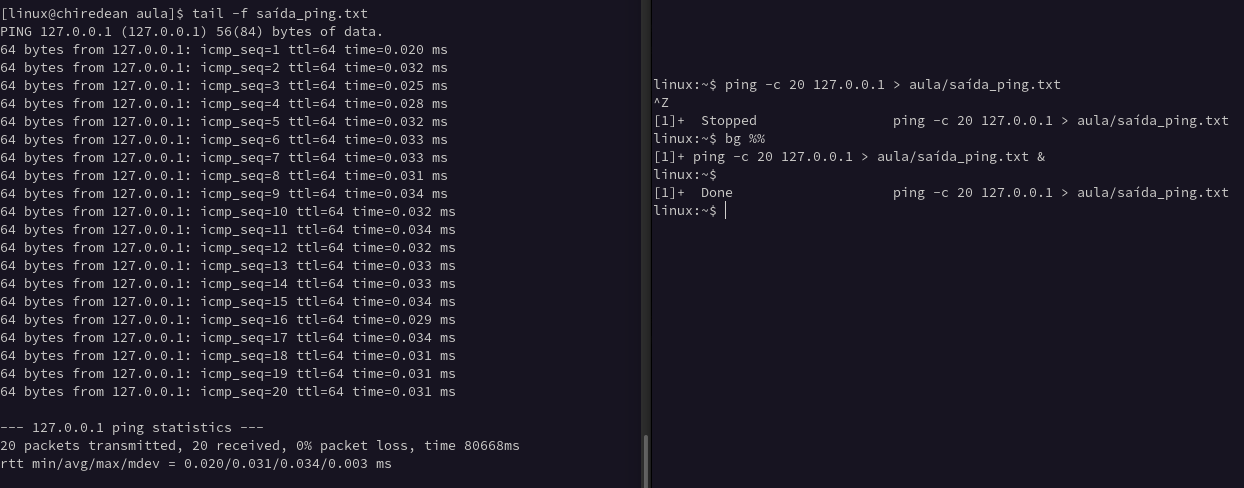 [linux@chiredean aula]$ tail -f saída_ping.txt
PING 127.0.0.1 (127.0.0.1) 56(84) bytes of data.
64 bytes from 127.0.0.1: icmp_seq=1 ttl=64 time=0.020 ms
64 bytes from 127.0.0.1: icmp_seq=2 ttl=64 time=0.032 ms
64 bytes from 127.0.0.1: icmp_seq=3 ttl=64 time=0.025 ms
64 bytes from 127.0.0.1: icmp_seq=4 ttl=64 time=0.028 ms
64 bytes from 127.0.0.1: icmp_seq=5 ttl=64 time=0.032 ms
64 bytes from 127.0.0.1: icmp_seq=6 ttl=64 time=0.033 ms
64 bytes from 127.0.0.1: icmp_seq=7 ttl=64 time=0.033 ms
64 bytes from 127.0.0.1: icmp_seq=8 ttl=64 time=0.031 ms
64 bytes from 127.0.0.1: icmp_seq=9 ttl=64 time=0.034 ms
64 bytes from 127.0.0.1: icmp_seq=10 ttl=64 time=0.032 ms
64 bytes from 127.0.0.1: icmp_seq=11 ttl=64 time=0.034 ms
64 bytes from 127.0.0.1: icmp_seq=12 ttl=64 time=0.032 ms
64 bytes from 127.0.0.1: icmp_seq=13 ttl=64 time=0.033 ms
64 bytes from 127.0.0.1: icmp_seq=14 ttl=64 time=0.033 ms
64 bytes from 127.0.0.1: icmp_seq=15 ttl=64 time=0.034 ms
64 bytes from 127.0.0.1: icmp_seq=16 ttl=64 time=0.029 ms
64 bytes from 127.0.0.1: icmp_seq=17 ttl=64 time=0.034 ms
64 bytes from 127.0.0.1: icmp_seq=18 ttl=64 time=0.031 ms
64 bytes from 127.0.0.1: icmp_seq=19 ttl=64 time=0.031 ms
64 bytes from 127.0.0.1: icmp_seq=20 ttl=64 time=0.031 ms
--- 127.0.0.1 ping statistics ---
20 packets transmitted, 20 received, 0% packet loss, time 80668ms
rtt min/avg/max/mdev = 0.020/0.031/0.034/0.003 ms
linux:~$ ping -c 20 127.0.0.1 > aula/saída_ping.txt
^Z
[1]+  Stopped                 ping -c 20 127.0.0.1 > aula/saída_ping.txt
linux:~$ bg %%
[1]+ ping -c 20 127.0.0.1 > aula/saída_ping.txt &
linux:~$
[1]+  Done                    ping -c 20 127.0.0.1 > aula/saída_ping.txt
linux:~$